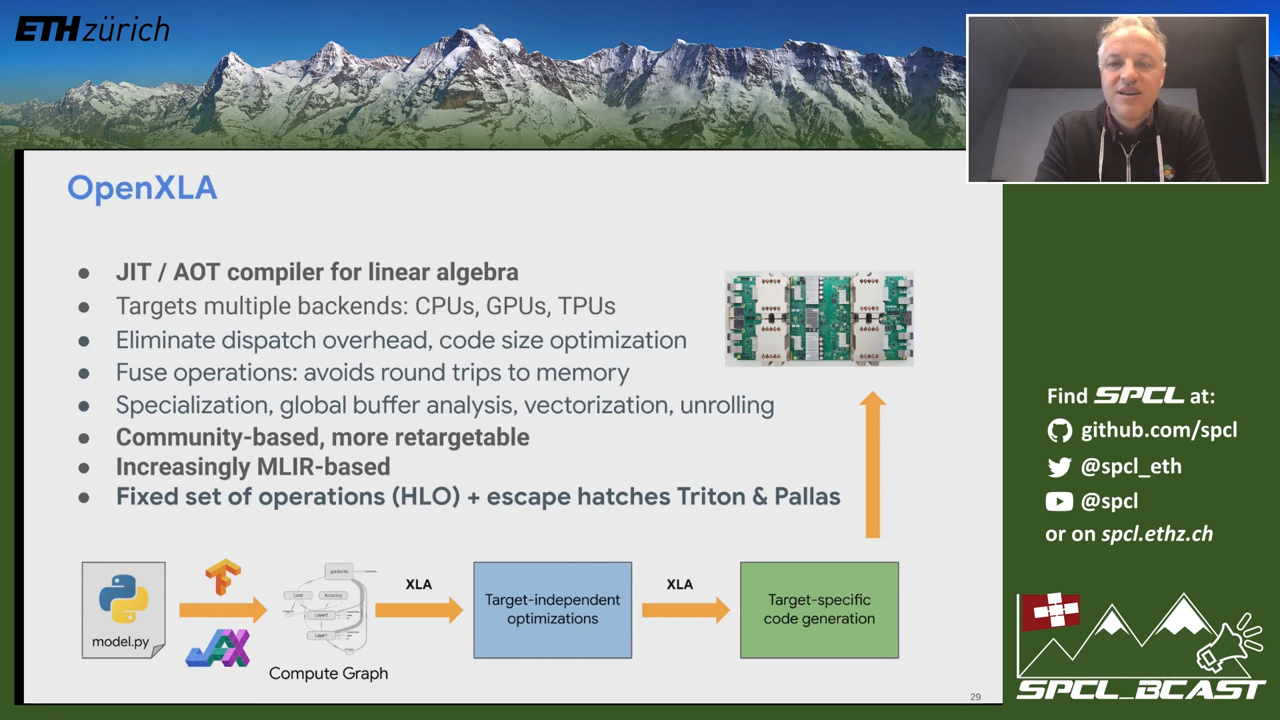 ETH zürich
OpenXLA
● JIT / AOT compiler for linear algebra
● Targets multiple backends: CPUs, GPUs, TPUs
● Eliminate dispatch overhead, code size optimization
● Fuse operations: avoids round trips to memory
● Specialization, global buffer analysis, vectorization, unrolling
● Community-based, more retargetable
● Increasingly MLIR-based
● Fixed set of operations (HLO) + escape hatches Triton & Pallas
model.py
JAX
gradients
Compute Graph
XLA
Target-independent
optimizations
XLA
Target-specific
code generation
29
Find SPCL at:
github.com/spcl
@spcl_eth
@spcl
or on spcl.ethz.ch
SPCL_BCAST